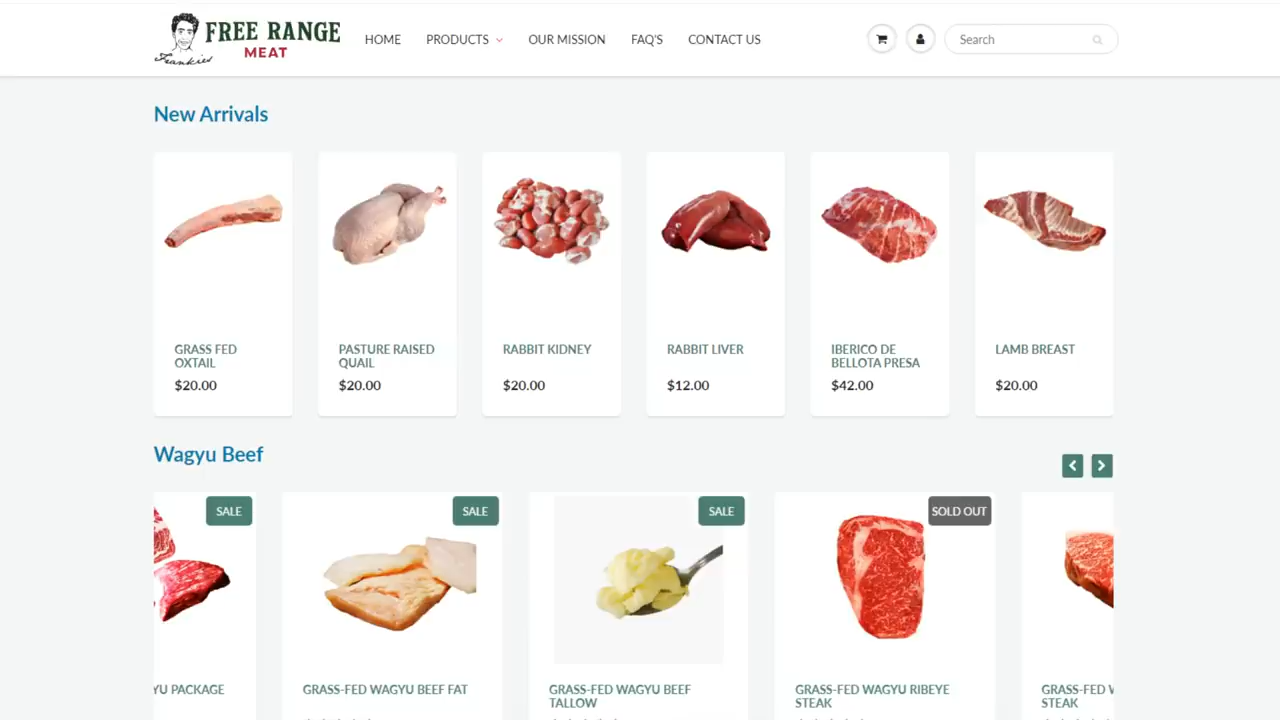 Frankies
FREE RANGE
MEAT
HOME
PRODUCTS
OUR MISSION
FAQ'S
CONTACT US
Search
New Arrivals
GRASS FED
OXTAIL
$20.00
PASTURE RAISED
QUAIL
$20.00
RABBIT KIDNEY
$20.00
RABBIT LIVER
$12.00
IBERICO DE
BELLOTA PRESA
$42.00
LAMB BREAST
$20.00
Wagyu Beef
SALE
SALE
SALE
SOLD OUT
YU PACKAGE
GRASS-FED WAGYU BEEF FAT
GRASS-FED WAGYU BEEF
TALLOW
GRASS-FED WAGYU RIBEYE
STEAK
GRASS-FED
STEAK